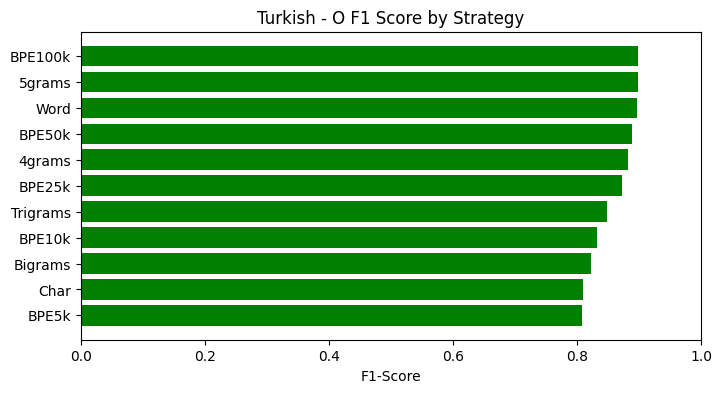 Turkish - O F1 Score by Strategy
BPE100k
5grams
Word
BPE50k
4grams
BPE25k
Trigrams
BPE10k
Bigrams
Char
BPE5k
0.0 0.2 0.4 0.6 0.8 1.0
F1-Score